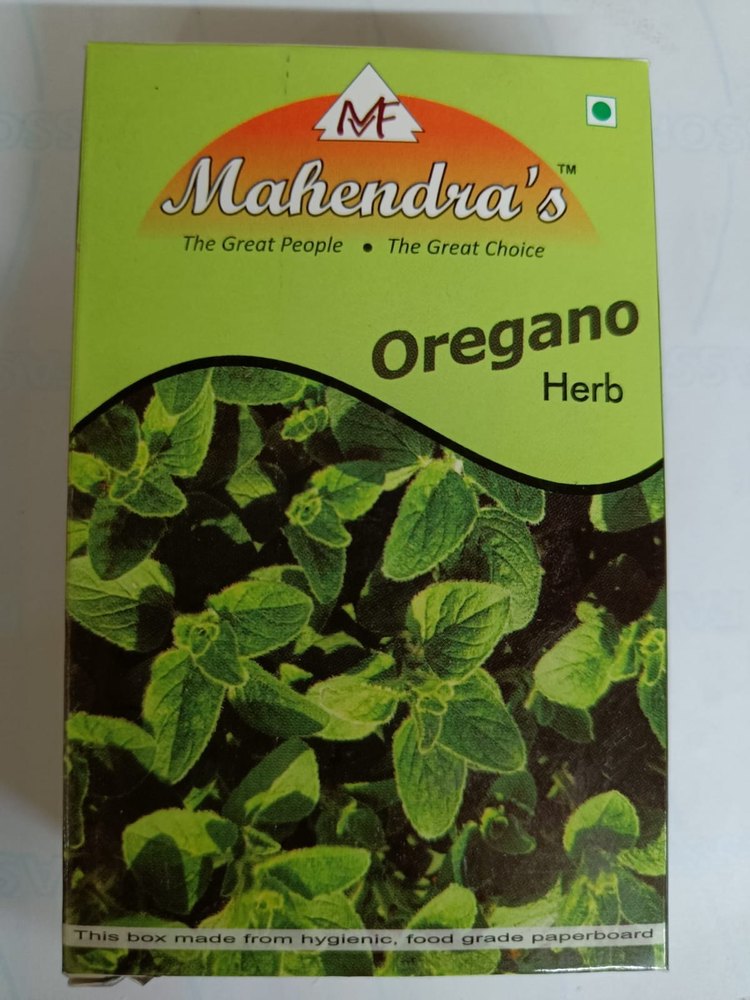 MF
Mahendra's™
The Great People • The Great Choice
Oregano
Herb
This box made from hygienic, food grade paperboard